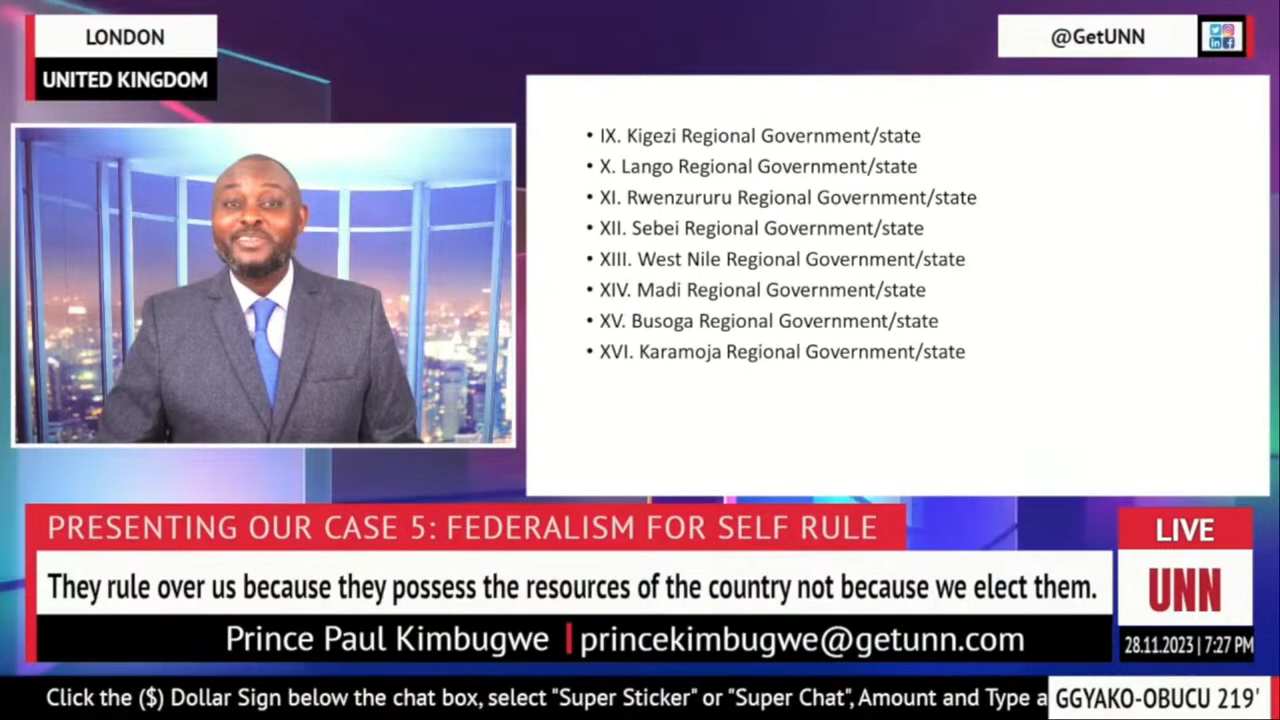 LONDON
UNITED KINGDOM
@GetUNN
• IX. Kigezi Regional Government/state
• X. Lango Regional Government/state
• XI. Rwenzururu Regional Government/state
• XII. Sebei Regional Government/state
• XIII. West Nile Regional Government/state
• XIV. Madi Regional Government/state
• XV. Busoga Regional Government/state
• XVI. Karamoja Regional Government/state
PRESENTING OUR CASE 5: FEDERALISM FOR SELF RULE
They rule over us because they possess the resources of the country not because we elect them.
Prince Paul Kimbugwe | princekimbugwe@getunn.com
LIVE
UNN
28.11.2023 | 7:27 PM
Click the ($) Dollar Sign below the chat box, select "Super Sticker" or "Super Chat", Amount and Type a
GGYAKO-OBUCU 219'